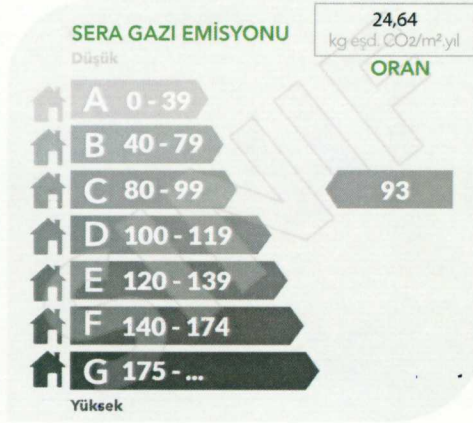 SERA GAZI EMİSYONU
24,64
kg eşd. CO2/m².yıl
Düşük
ORAN
A 0 - 39
B 40 - 79
C 80 - 99
93
D 100 - 119
E 120 - 139
F 140 - 174
G 175 - ...
Yüksek